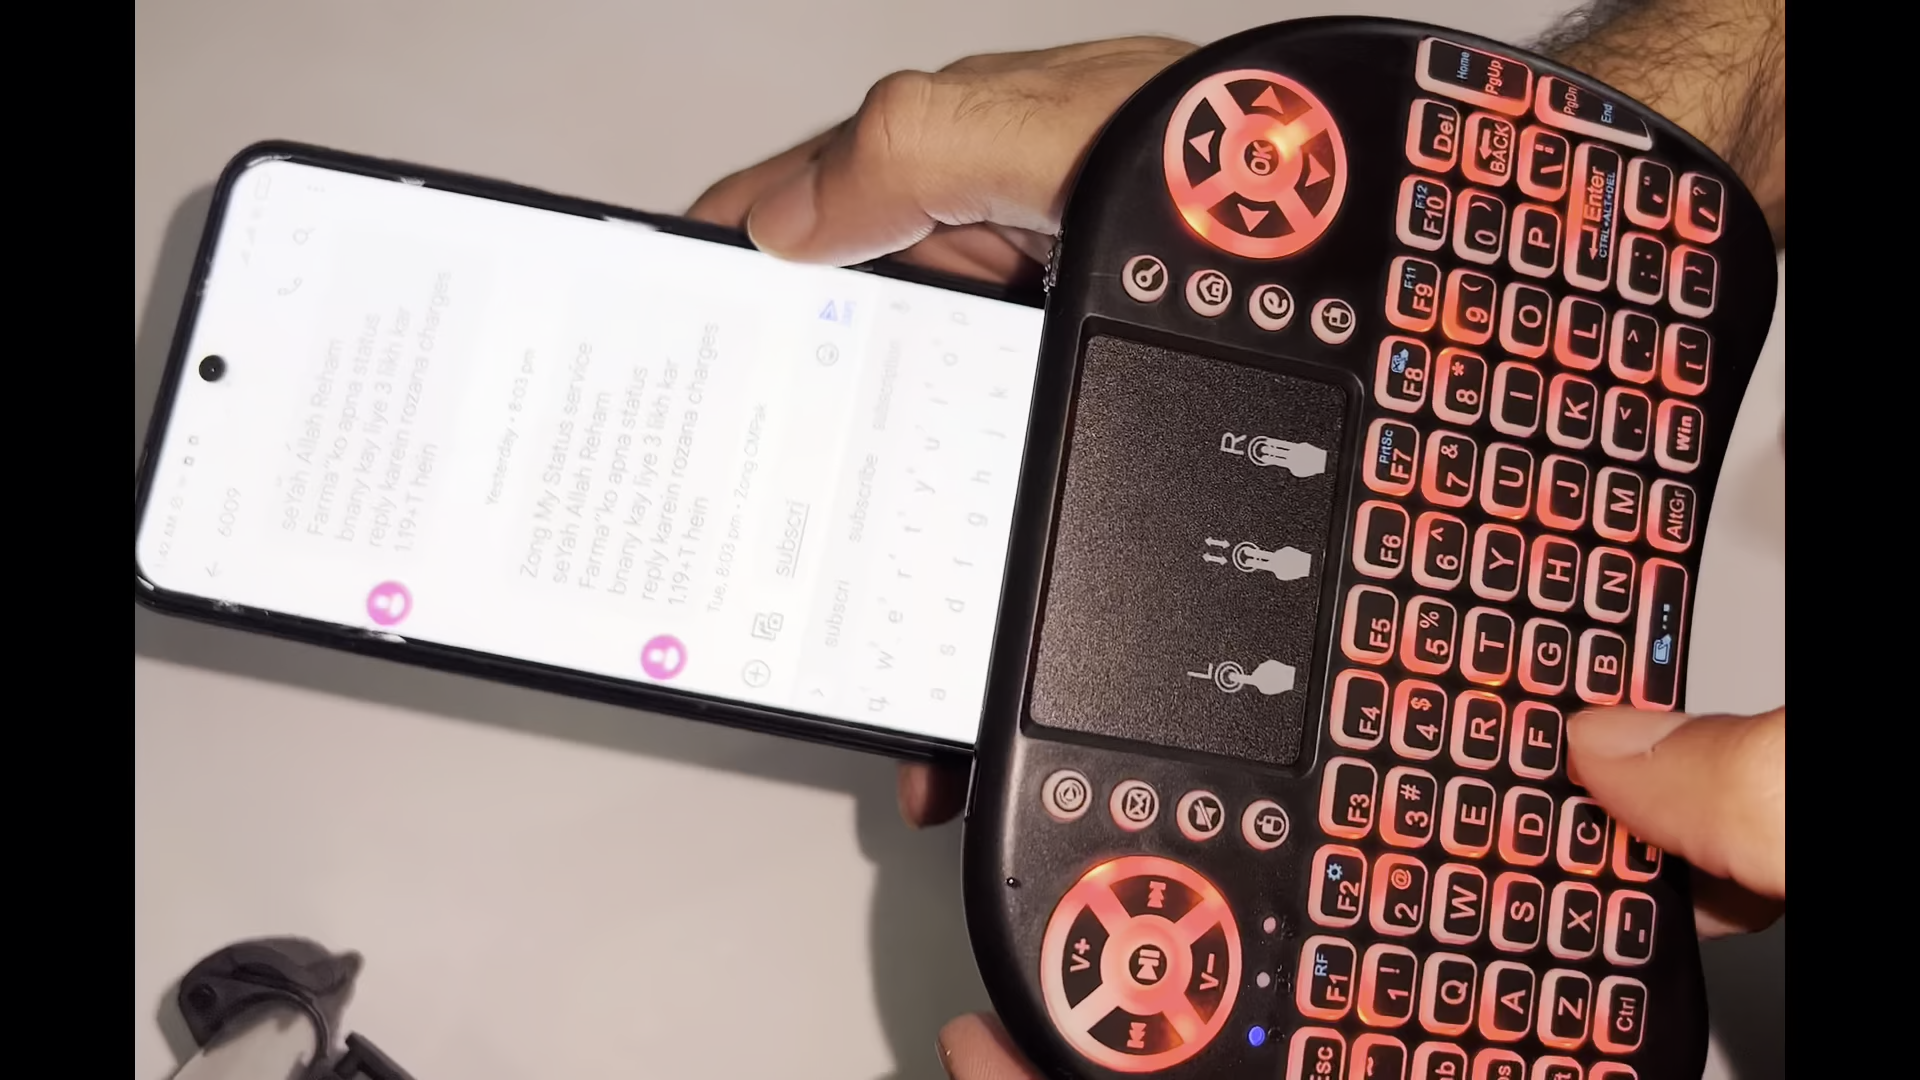 1:42 AM
6009
seYah Allah Reham
Farma"ko apna status
bnany kay liye 3 likh kar
reply karein rozana charges
1.19+T hein
Yesterday • 8:03 pm
Zong My Status service
seYah Allah Reham
Farma"ko apna status
bnany kay liye 3 likh kar
reply karein rozana charges
1.19+T hein
Tue, 8:03 pm • Zong CMPak
subscri
subscri subscribe subscription
q w e r t y u i o p
a s d f g h j k l
OK
V+ V-
L R
F1 RF F2 F3 F4 F5 F6 F7 PrtSc F8 F9 F11 F10 F12 Del Home PgUp
1 ! 2 @ 3 # 4 $ 5 % 6 ^ 7 & 8 * 9 ( 0 ) BACK PgDn End
Q W E R T Y U I O P \ |
A S D F G H J K L Enter
CTRL+ALT+DEL
Z X C B N M
Ctrl AltGr Win